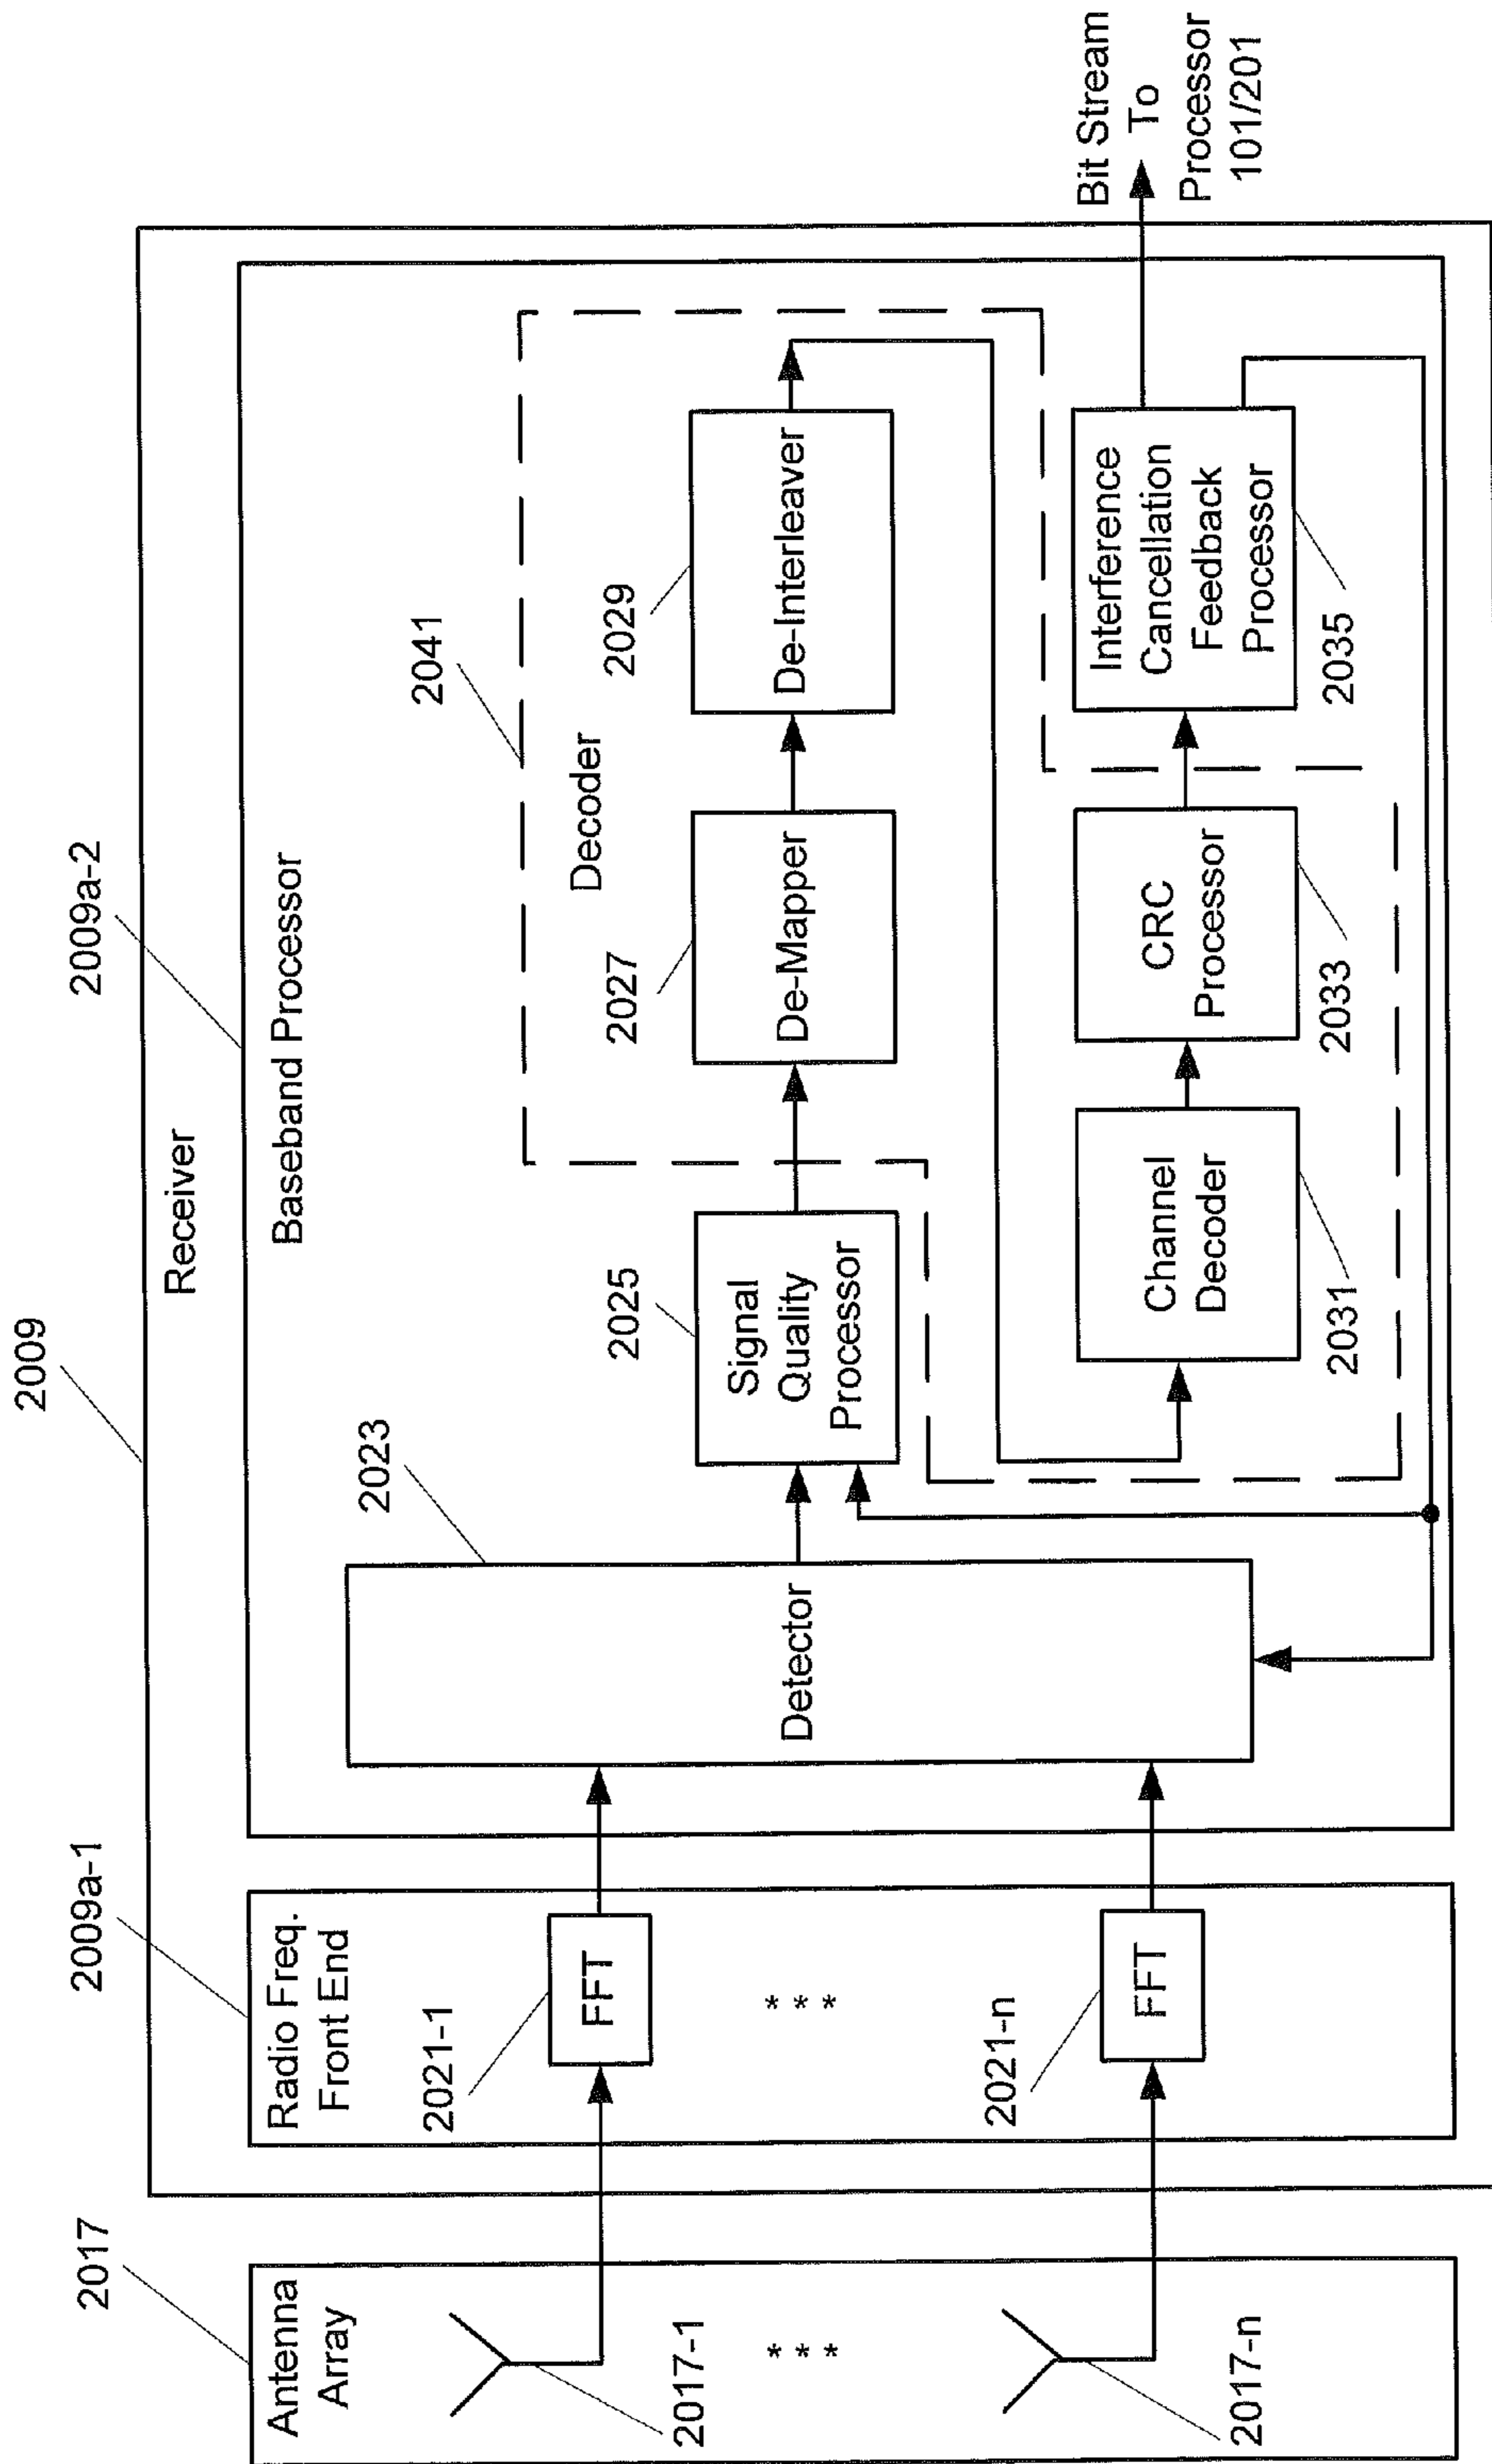 2009
2009a-2
2009a-1
2017
Receiver
Baseband Processor
Radio Freq.
Front End
Antenna
Array
2041
Decoder
2023
2025
2027
2029
2021-1
FFT
Detector
Signal
Quality
Processor
De-Mapper
De-Interleaver
2017-1
* * *
* * *
2021-n
FFT
2017-n
Channel
Decoder
2031
CRC
Processor
2033
Interference
Cancellation
Feedback
Processor
2035
Bit Stream
To
Processor
101/201